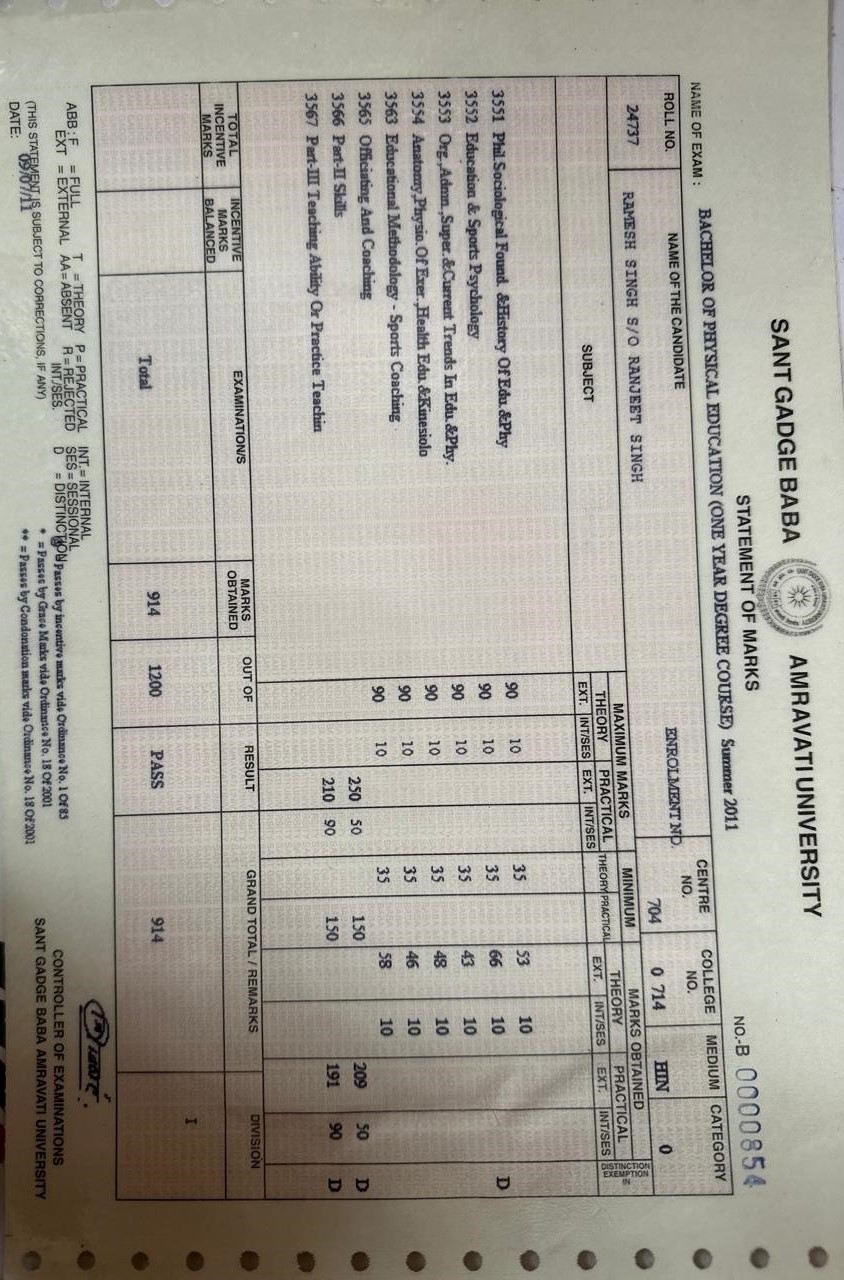 SANT GADGE BABA AMRAVATI UNIVERSITY
STATEMENT OF MARKS
NO.-B 0000854
NAME OF EXAM : BACHELOR OF PHYSICAL EDUCATION (ONE YEAR DEGREE COURSE) Summer 2011
ROLL NO. NAME OF THE CANDIDATE ENROLMENT NO. CENTRE NO. COLLEGE NO. MEDIUM CATEGORY
24737 RAMESH SINGH S/O RANJEET SINGH 704 0 714 HIN 0
SUBJECT MAXIMUM MARKS MINIMUM MARKS OBTAINED DISTINCTION EXEMPTION IN
THEORY PRACTICAL THEORY PRACTICAL THEORY PRACTICAL
EXT. INT/SES EXT. INT/SES EXT. INT/SES EXT. INT/SES
3551 Phil.Sociological Found. &History Of Edu.&Phy 90 10 35 53 10
3552 Education & Sports Psychology 90 10 35 66 10 D
3553 Org.,Admn.,Super.&Current Trends In Edu.&Phy. 90 10 35 43 10
3554 Anatomy,Physio.Of Exer.,Health Edu.&Kinesiolo 90 10 35 48 10
3563 Educational Methodology - Sports Coaching 90 10 35 46 10
3565 Officiating And Coaching 90 10 35 58 10
3566 Part-II Skills 250 50 150 209 50 D
3567 Part-III Teaching Ability Or Practice Teachin 210 90 150 191 90 D
TOTAL INCENTIVE MARKS INCENTIVE MARKS BALANCED EXAMINATION/S MARKS OBTAINED OUT OF RESULT GRAND TOTAL / REMARKS DIVISION
Total 914 1200 PASS 914 I
ABB : F = FULL T = THEORY P = PRACTICAL INT.= INTERNAL
EXT = EXTERNAL AA= ABSENT R = REJECTED INT/SES. SES = SESSIONAL
D = DISTINCTION @ Passes by incentive marks vide Ordinance No. 1 Of 85
* = Passes by Grace Marks vide Ordinance No. 18 Of 2001
** = Passes by Condonation marks vide Ordinance No. 18 Of 2001
(THIS STATEMENT IS SUBJECT TO CORRECTIONS, IF ANY)
DATE: 09/07/11
CONTROLLER OF EXAMINATIONS
SANT GADGE BABA AMRAVATI UNIVERSITY